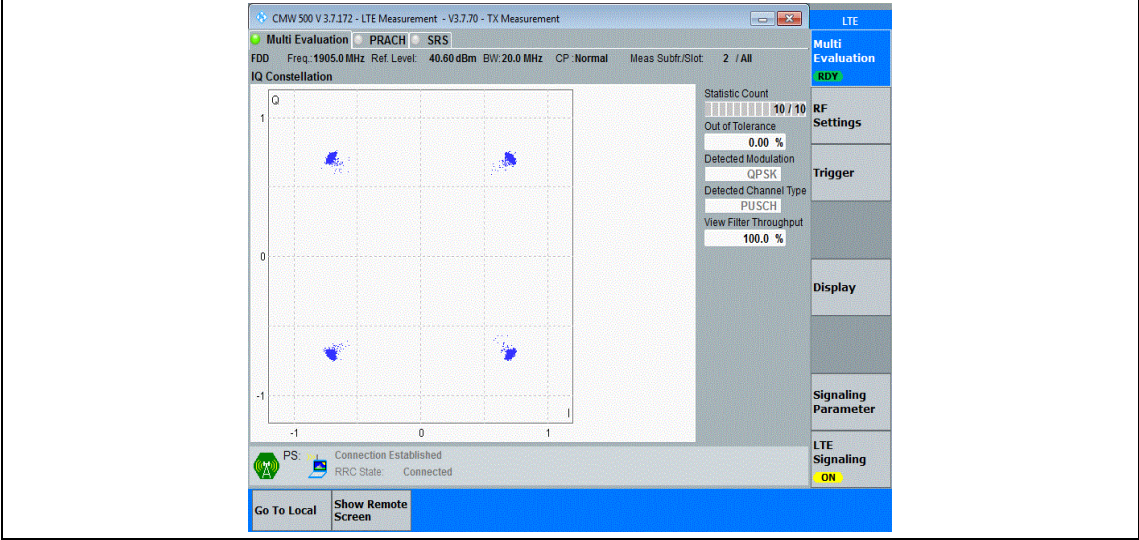 CMW 500 V 3.7.172 - LTE Measurement - V3.7.70 - TX Measurement
LTE
Multi Evaluation PRACH SRS
FDD Freq.:1905.0 MHz Ref. Level: 40.60 dBm BW:20.0 MHz CP :Normal Meas Subfr./Slot: 2 / All
IQ Constellation
Q
1
0
-1
-1 0 1
I
Statistic Count
10 / 10
Out of Tolerance
0.00 %
Detected Modulation
QPSK
Detected Channel Type
PUSCH
View Filter Throughput
100.0 %
Multi
Evaluation
RDY
RF
Settings
Trigger
Display
Signaling
Parameter
LTE
Signaling
ON
PS: Connection Established
RRC State: Connected
Go To Local
Show Remote
Screen